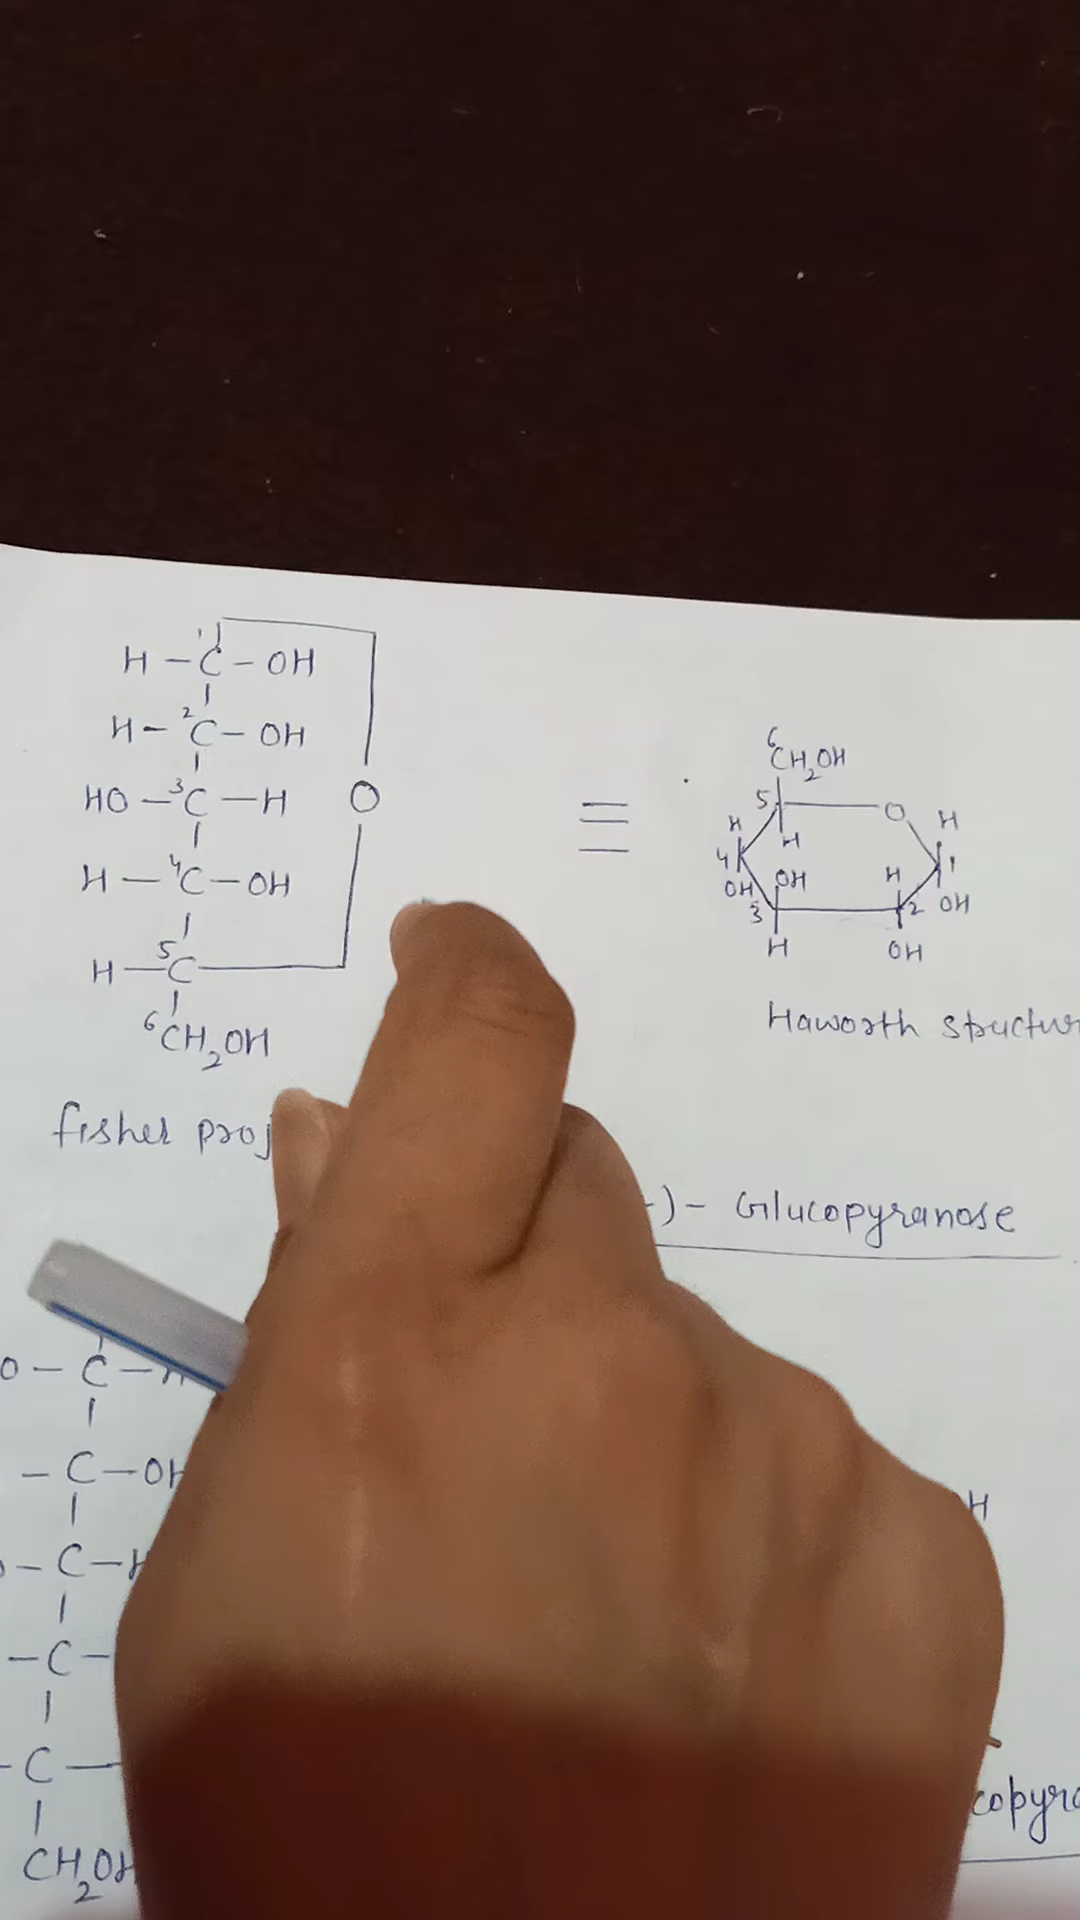 H - ¹C - OH
H - ²C - OH
HO - ³C - H
O
H - ⁴C - OH
H - ⁵C
⁶CH₂OH
fisher proj
≡
⁶CH₂OH
5 O
H H H
4 1
OH OH H
3 2 OH
H OH
Haworth structur
-) - Glucopyranose
O - C - H
- C - OH
- C - H
- C -
- C -
CH₂OH
H
copyra